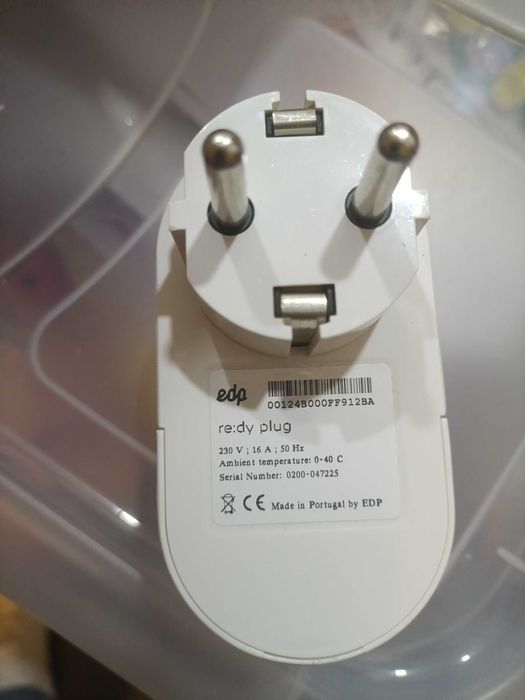 edp
00124B000FF912BA
re:dy plug
230 V ; 16 A ; 50 Hz
Ambient temperature: 0-40 C
Serial Number: 0200-047225
CE Made in Portugal by EDP